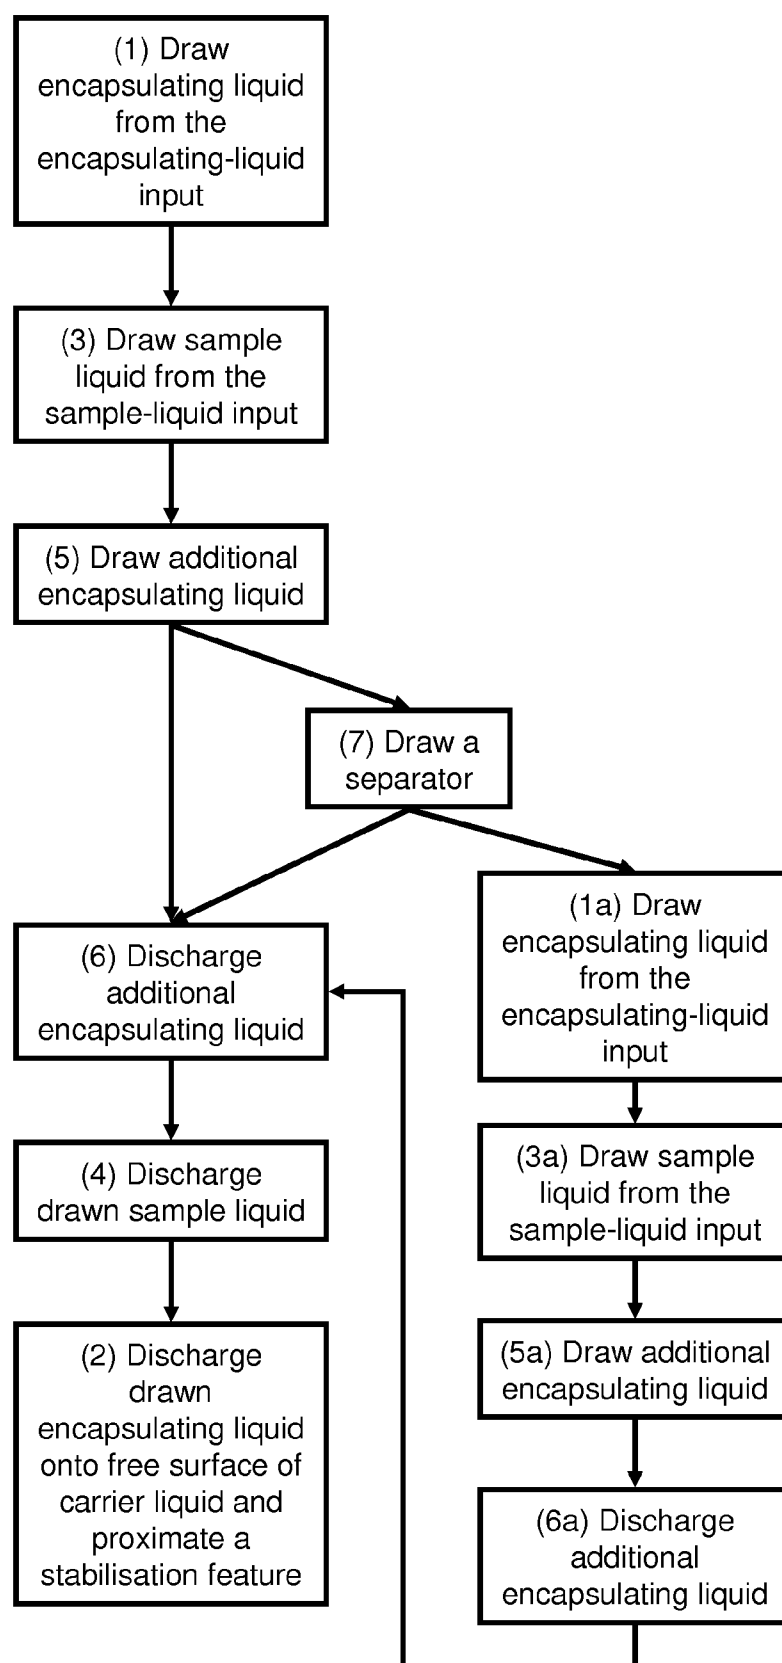 (1) Draw
encapsulating liquid
from the
encapsulating-liquid
input
(3) Draw sample
liquid from the
sample-liquid input
(5) Draw additional
encapsulating liquid
(7) Draw a
separator
(6) Discharge
additional
encapsulating liquid
(4) Discharge
drawn sample liquid
(2) Discharge
drawn
encapsulating liquid
onto free surface of
carrier liquid and
proximate a
stabilisation feature
(1a) Draw
encapsulating liquid
from the
encapsulating-liquid
input
(3a) Draw sample
liquid from the
sample-liquid input
(5a) Draw additional
encapsulating liquid
(6a) Discharge
additional
encapsulating liquid